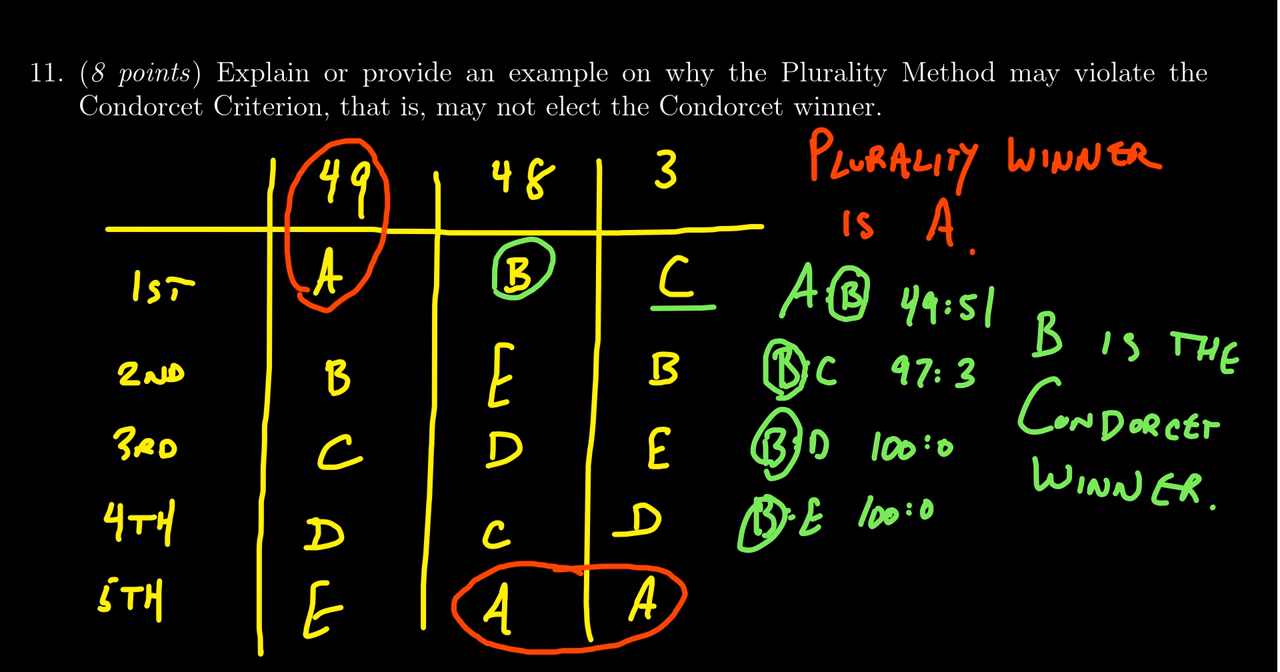 11. (8 points) Explain or provide an example on why the Plurality Method may violate the
Condorcet Criterion, that is, may not elect the Condorcet winner.
49 48 3
1ST A B C
2ND B E B
3RD C D E
4TH D C D
5TH E A A
PLURALITY WINNER
IS A.
A:B 49:51
B:C 97:3
B:D 100:0
B:E 100:0
B IS THE
CONDORCET
WINNER.